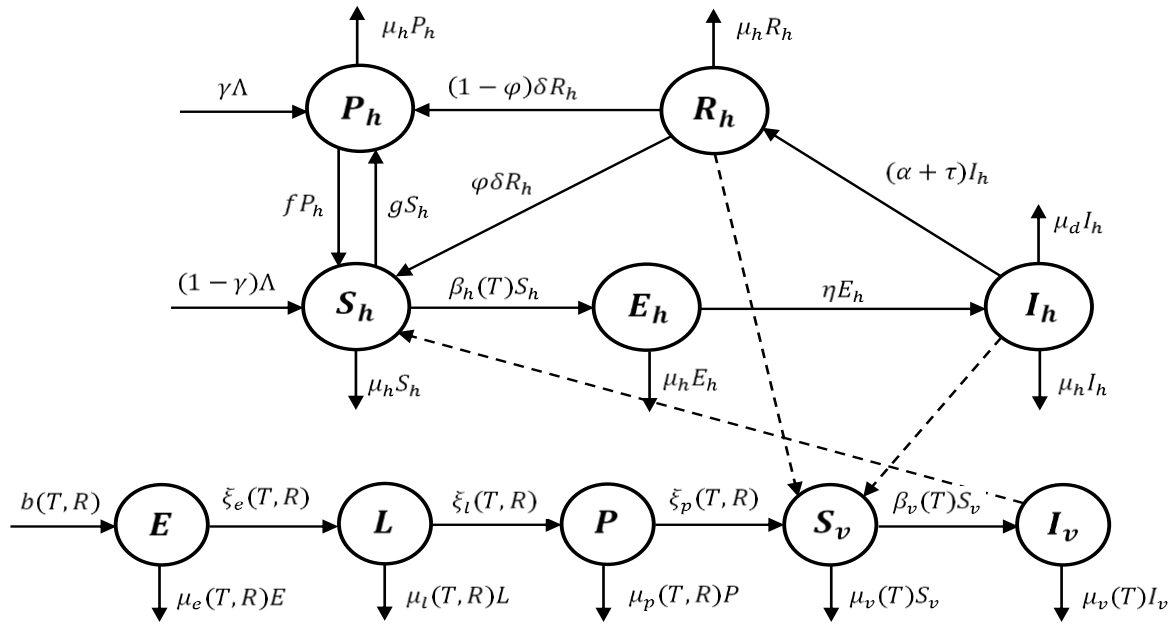 μ_h P_h
μ_h R_h
γΛ
P_h
(1 − φ)δR_h
R_h
(α + τ)I_h
φδR_h
fP_h
gS_h
μ_d I_h
(1 − γ)Λ
S_h
β_h(T)S_h
E_h
ηE_h
I_h
μ_h S_h
μ_h E_h
μ_h I_h
b(T, R)
E
ξ_e(T, R)
L
ξ_l(T, R)
P
ξ_p(T, R)
S_v
β_v(T)S_v
I_v
μ_e(T, R)E
μ_l(T, R)L
μ_p(T, R)P
μ_v(T)S_v
μ_v(T)I_v